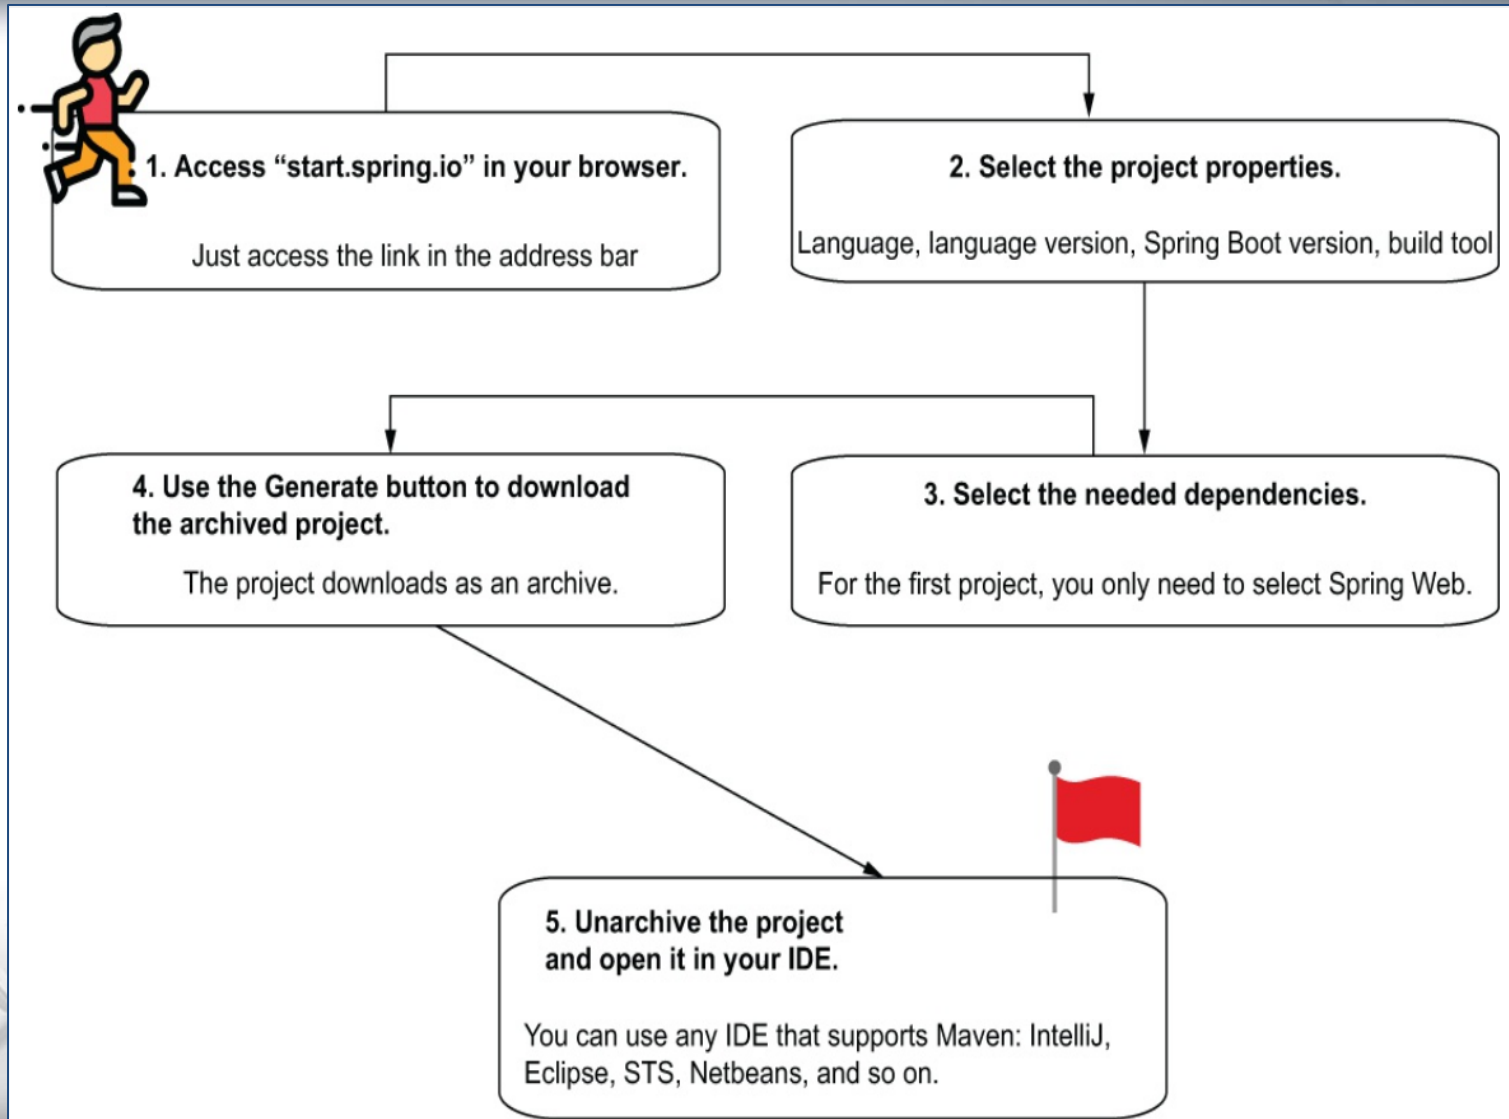 1. Access “start.spring.io” in your browser.
Just access the link in the address bar
2. Select the project properties.
Language, language version, Spring Boot version, build tool
3. Select the needed dependencies.
For the first project, you only need to select Spring Web.
4. Use the Generate button to download
the archived project.
The project downloads as an archive.
5. Unarchive the project
and open it in your IDE.
You can use any IDE that supports Maven: IntelliJ,
Eclipse, STS, Netbeans, and so on.